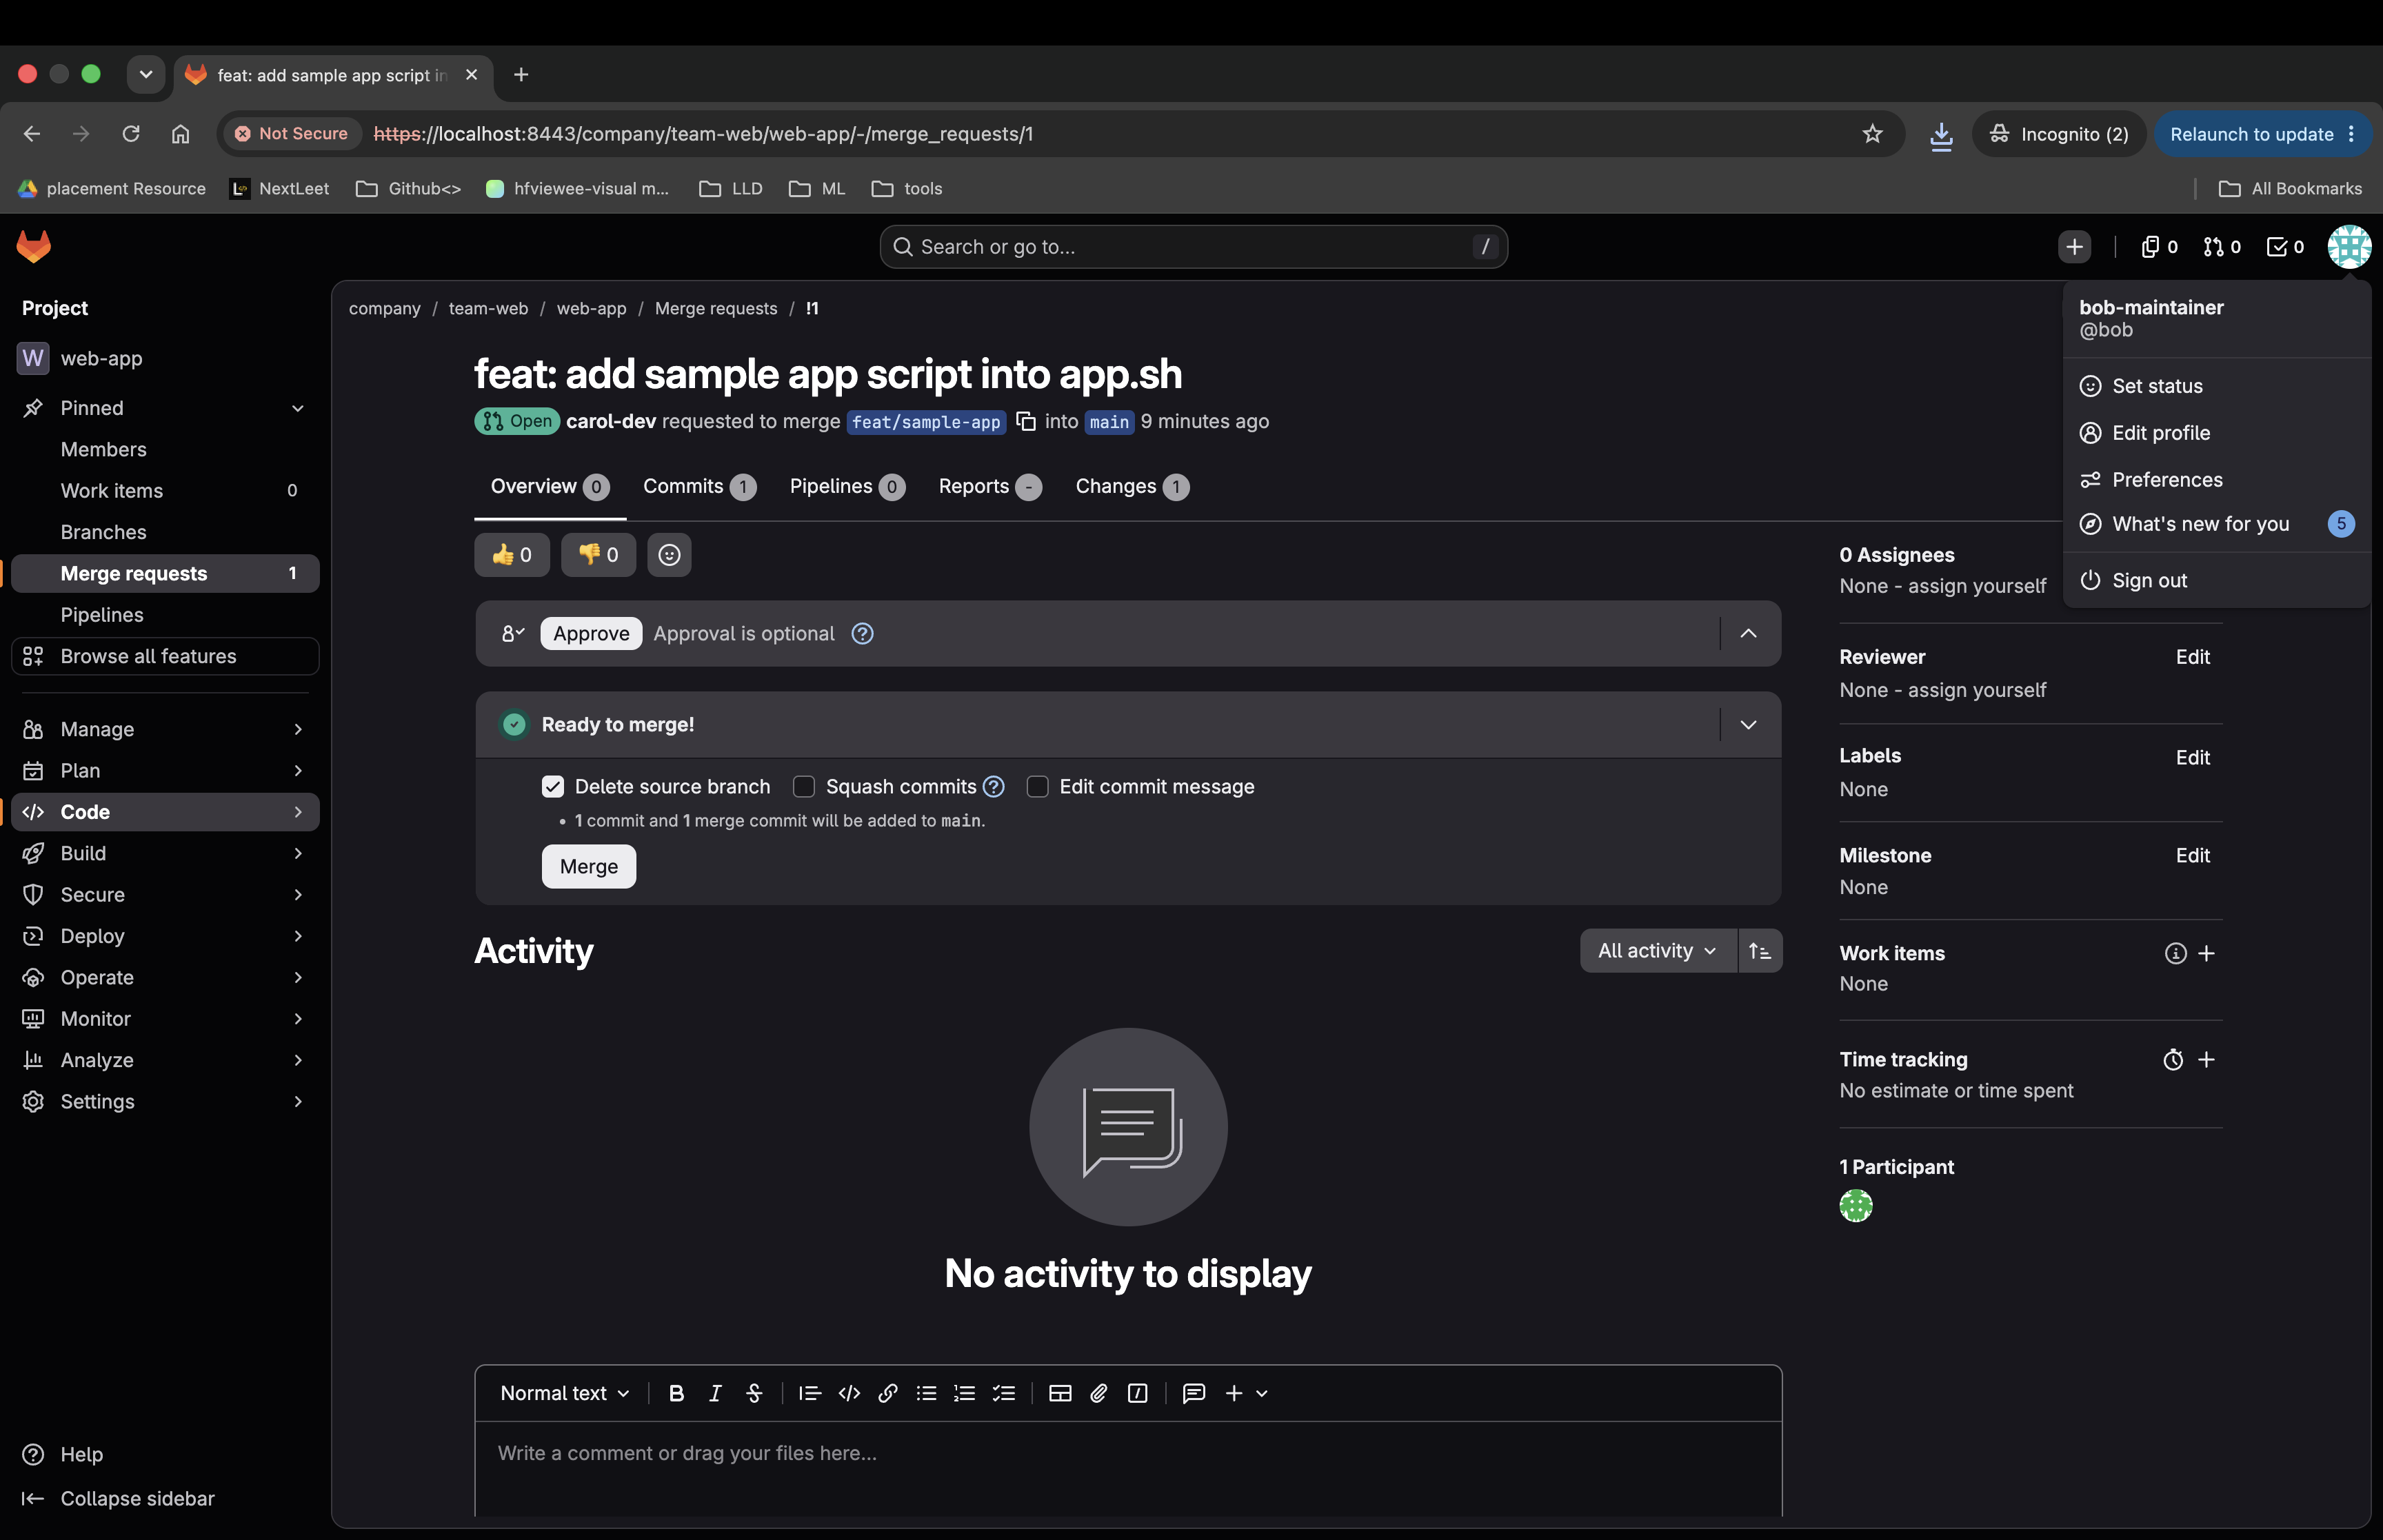 feat: add sample app script in
Not Secure https://localhost:8443/company/team-web/web-app/-/merge_requests/1
Incognito (2)
Relaunch to update
placement Resource
NextLeet
Github<>
hfviewee-visual m...
LLD
ML
tools
All Bookmarks
Search or go to...
/
0
0
0
Project
W web-app
Pinned
Members
Work items 0
Branches
Merge requests 1
Pipelines
Browse all features
Manage
Plan
Code
Build
Secure
Deploy
Operate
Monitor
Analyze
Settings
Help
Collapse sidebar
company / team-web / web-app / Merge requests / !1
feat: add sample app script into app.sh
Open carol-dev requested to merge feat/sample-app into main 9 minutes ago
Overview 0 Commits 1 Pipelines 0 Reports - Changes 1
👍 0 👎 0
Approve Approval is optional
Ready to merge!
Delete source branch Squash commits Edit commit message
• 1 commit and 1 merge commit will be added to main.
Merge
Activity
All activity
No activity to display
Normal text
Write a comment or drag your files here...
bob-maintainer
@bob
Set status
Edit profile
Preferences
What's new for you 5
Sign out
0 Assignees
None - assign yourself
Reviewer Edit
None - assign yourself
Labels Edit
None
Milestone Edit
None
Work items
None
Time tracking
No estimate or time spent
1 Participant